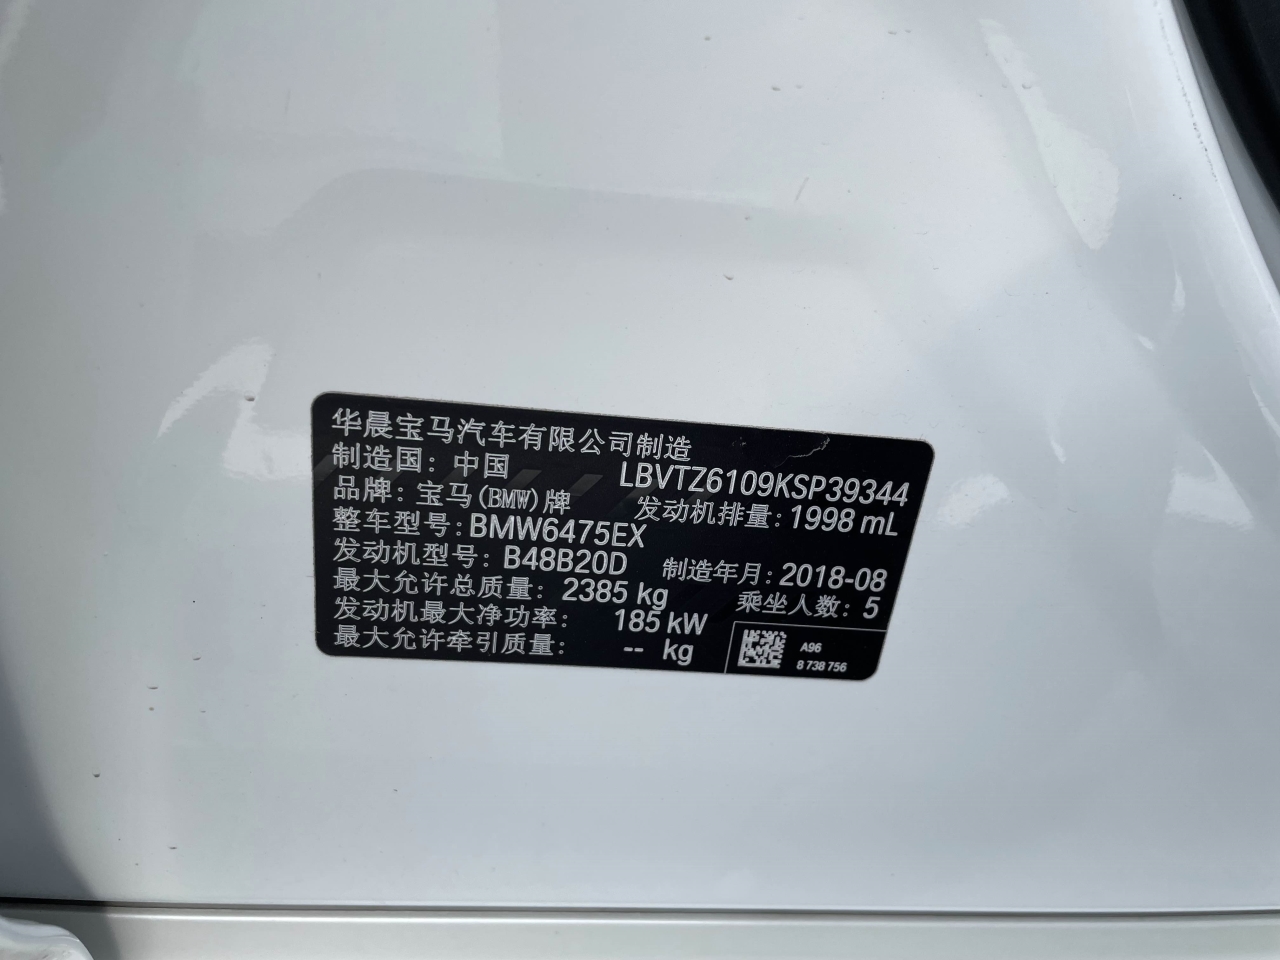 华晨宝马汽车有限公司制造
制造国：中国 LBVTZ6109KSP39344
品牌：宝马(BMW)牌 发动机排量：1998 mL
整车型号：BMW6475EX
发动机型号：B48B20D 制造年月：2018-08
最大允许总质量：2385 kg 乘坐人数：5
发动机最大净功率：185 kW
最大允许牵引质量：-- kg
A96
8 738 756